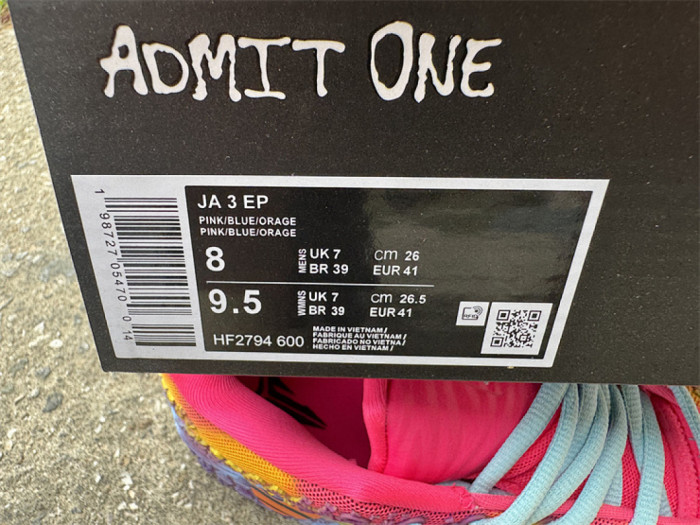 ADMIT ONE
JA 3 EP
PINK/BLUE/ORAGE
PINK/BLUE/ORAGE
8 MENS UK 7 cm 26
BR 39 EUR 41
9.5 WMNS UK 7 cm 26.5
BR 39 EUR 41
HF2794 600
MADE IN VIETNAM/
FABRIQUE AU VIETNAM/
FABRICADO NO VIETNA/
HECHO EN VIETNAM/
RFID
1 98727 05470 0 14